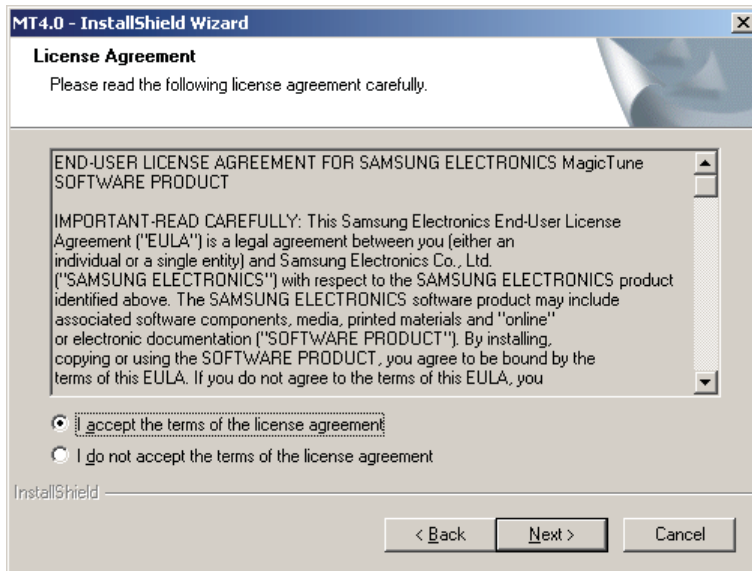 MT4.0 - InstallShield Wizard
License Agreement
Please read the following license agreement carefully.
END-USER LICENSE AGREEMENT FOR SAMSUNG ELECTRONICS MagicTune
SOFTWARE PRODUCT
IMPORTANT-READ CAREFULLY: This Samsung Electronics End-User License
Agreement ("EULA") is a legal agreement between you (either an
individual or a single entity) and Samsung Electronics Co., Ltd.
("SAMSUNG ELECTRONICS") with respect to the SAMSUNG ELECTRONICS product
identified above. The SAMSUNG ELECTRONICS software product may include
associated software components, media, printed materials and "online"
or electronic documentation ("SOFTWARE PRODUCT"). By installing,
copying or using the SOFTWARE PRODUCT, you agree to be bound by the
terms of this EULA. If you do not agree to the terms of this EULA, you
I accept the terms of the license agreement
I do not accept the terms of the license agreement
InstallShield
< Back Next > Cancel